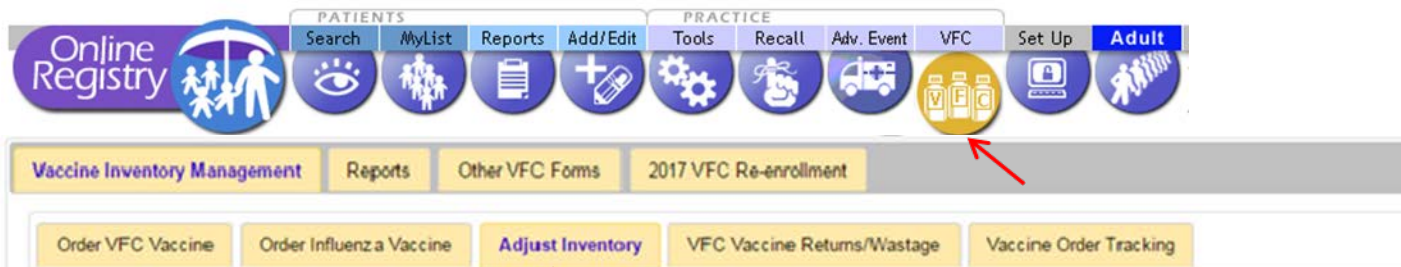 PATIENTS PRACTICE
Online Registry
Search MyList Reports Add/Edit Tools Recall Adv. Event VFC Set Up Adult
V F C
Vaccine Inventory Management Reports Other VFC Forms 2017 VFC Re-enrollment
Order VFC Vaccine Order Influenza Vaccine Adjust Inventory VFC Vaccine Returns/Wastage Vaccine Order Tracking